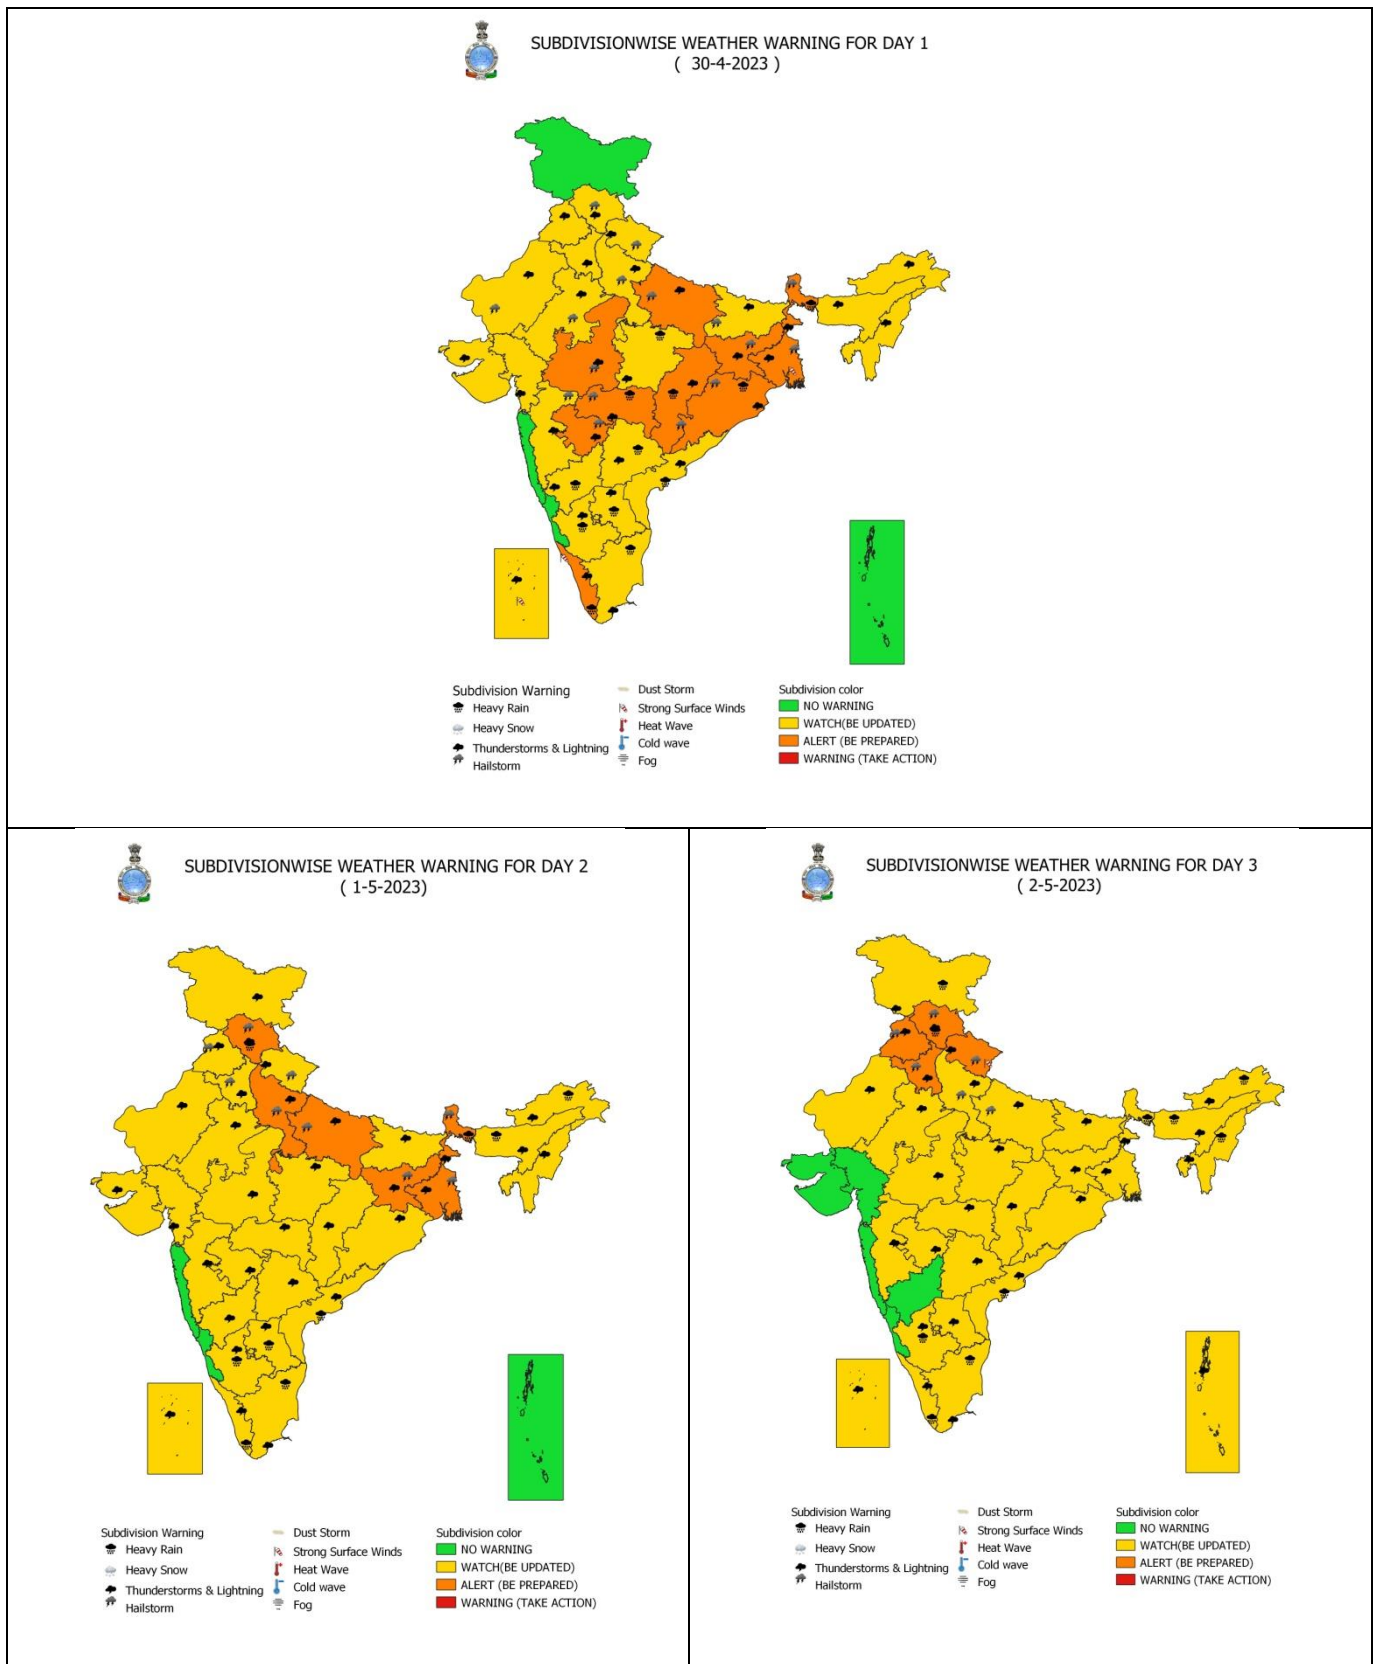 SUBDIVISIONWISE WEATHER WARNING FOR DAY 1
( 30-4-2023 )
Subdivision Warning
Heavy Rain
Heavy Snow
Thunderstorms & Lightning
Hailstorm
Dust Storm
Strong Surface Winds
Heat Wave
Cold wave
Fog
Subdivision color
NO WARNING
WATCH(BE UPDATED)
ALERT (BE PREPARED)
WARNING (TAKE ACTION)
SUBDIVISIONWISE WEATHER WARNING FOR DAY 2
( 1-5-2023)
Subdivision Warning
Heavy Rain
Heavy Snow
Thunderstorms & Lightning
Hailstorm
Dust Storm
Strong Surface Winds
Heat Wave
Cold wave
Fog
Subdivision color
NO WARNING
WATCH(BE UPDATED)
ALERT (BE PREPARED)
WARNING (TAKE ACTION)
SUBDIVISIONWISE WEATHER WARNING FOR DAY 3
( 2-5-2023)
Subdivision Warning
Heavy Rain
Heavy Snow
Thunderstorms & Lightning
Hailstorm
Dust Storm
Strong Surface Winds
Heat Wave
Cold wave
Fog
Subdivision color
NO WARNING
WATCH(BE UPDATED)
ALERT (BE PREPARED)
WARNING (TAKE ACTION)